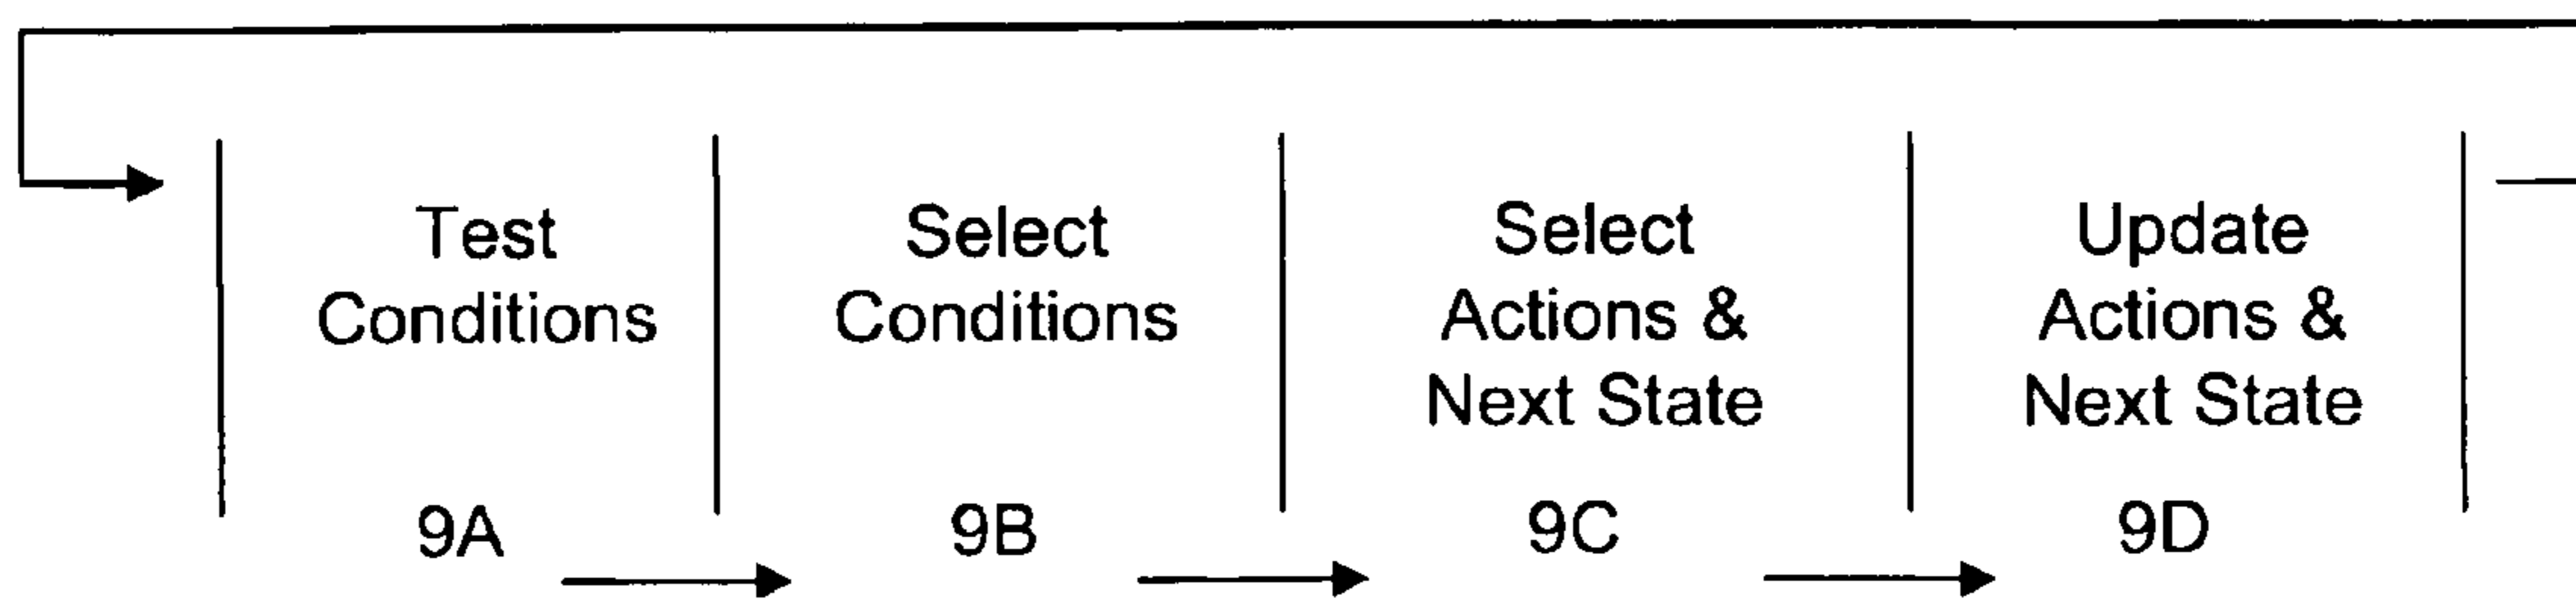 Test
Conditions
9A
Select
Conditions
9B
Select
Actions &
Next State
9C
Update
Actions &
Next State
9D